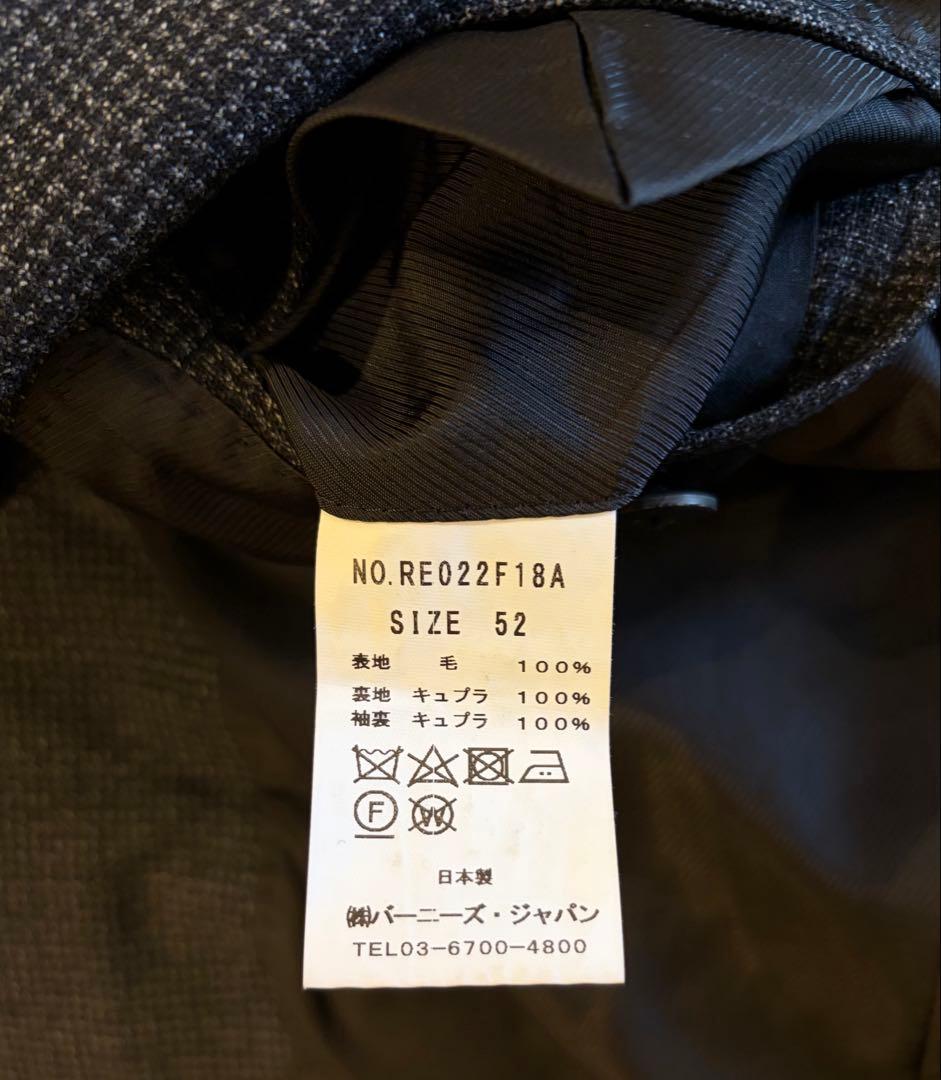 NO.RE022F18A
SIZE 52
表地 毛 100%
裏地 キュプラ 100%
袖裏 キュプラ 100%
F W
日本製
㈱バーニーズ・ジャパン
TEL03-6700-4800